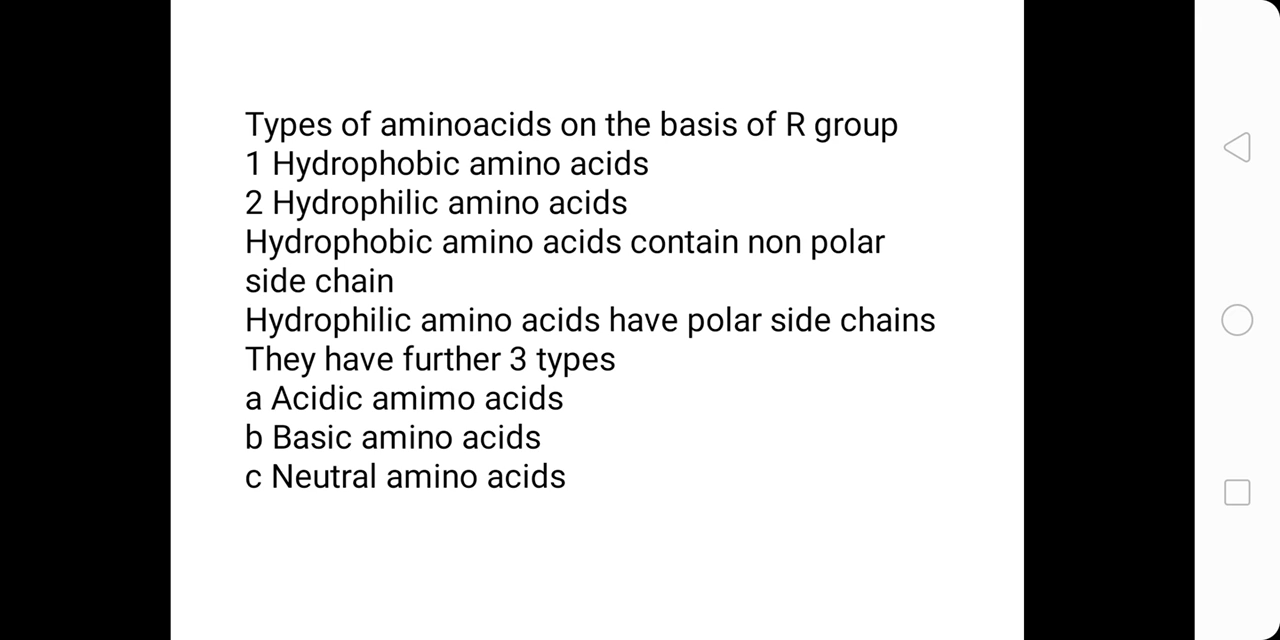 Types of aminoacids on the basis of R group
1 Hydrophobic amino acids
2 Hydrophilic amino acids
Hydrophobic amino acids contain non polar
side chain
Hydrophilic amino acids have polar side chains
They have further 3 types
a Acidic amimo acids
b Basic amino acids
c Neutral amino acids